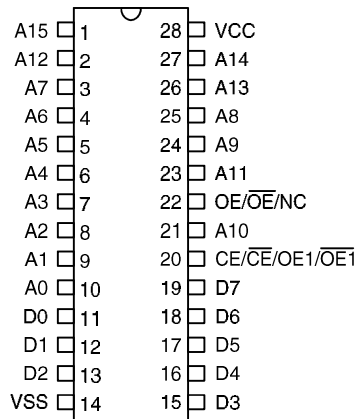 A15 1 28 VCC
A12 2 27 A14
A7 3 26 A13
A6 4 25 A8
A5 5 24 A9
A4 6 23 A11
A3 7 22 OE/O̅E̅/NC
A2 8 21 A10
A1 9 20 CE/C̅E̅/OE1/O̅E̅1̅
A0 10 19 D7
D0 11 18 D6
D1 12 17 D5
D2 13 16 D4
VSS 14 15 D3